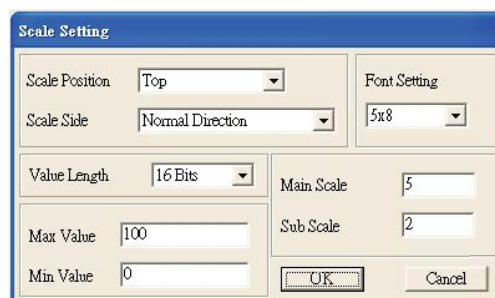 Scale Setting
Scale Position Top
Scale Side Normal Direction
Font Setting
5x8
Value Length 16 Bits
Max Value 100
Min Value 0
Main Scale 5
Sub Scale 2
OK Cancel